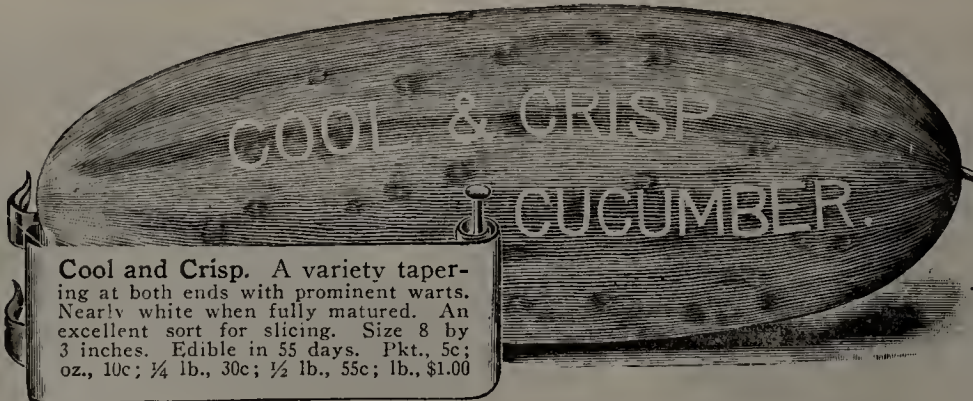 COOL & CRISP
CUCUMBER.
Cool and Crisp. A variety taper-
ing at both ends with prominent warts.
Nearly white when fully matured. An
excellent sort for slicing. Size 8 by
3 inches. Edible in 55 days. Pkt., 5c;
oz., 10c; ¼ lb., 30c; ½ lb., 55c; lb., $1.00